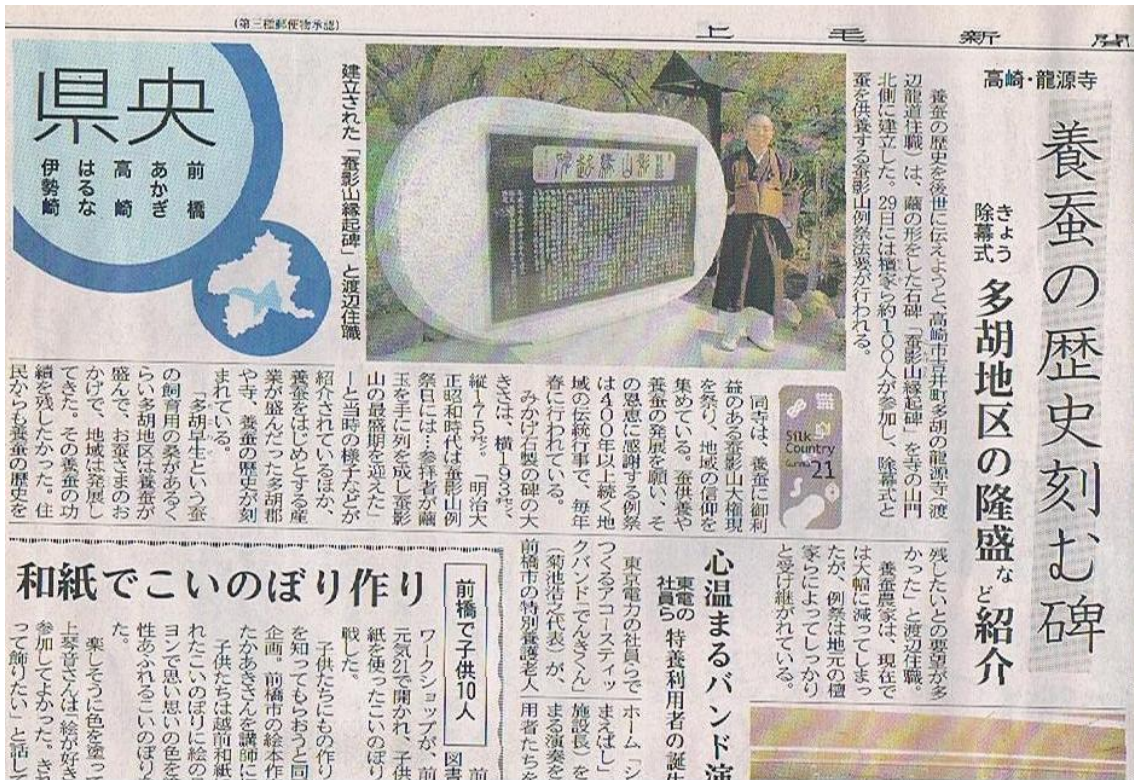 (第三種郵便物承認)
上毛新聞
高崎・龍源寺
養蚕の歴史刻む碑
きょう
除幕式
多胡地区の隆盛など紹介
養蚕の歴史を後世に伝えようと、高崎市吉井町多胡の龍源寺(渡
辺龍道住職)は、繭の形をした石碑「蚕影山縁起碑」を寺の山門
北側に建立した。29日には檀家ら約100人が参加し、除幕式と
蚕を供養する蚕影山例祭法要が行われる。
建立された「蚕影山縁起碑」と渡辺住職
県央
前橋
あかぎ
高崎
はるな
伊勢崎
Silk
Country
Gunma
21
同寺は、養蚕に御利
益のある蚕影山大権現
を祭り、地域の信仰を
集めている。蚕供養や
養蚕の発展を願い、そ
の恩恵に感謝する例祭
は400年以上続く地
域の伝統行事で、毎年
春に行われている。
みかげ石製の碑の大
きさは、横192㌢、
縦175㌢。「明治大
正昭和時代は蚕影山例
祭日には…参拝者が繭
玉を手に列を成し蚕影
山の最盛期を迎えた」
ーと当時の様子などが
紹介されているほか、
養蚕をはじめとする産
業が盛んだった多胡郡
や寺、養蚕の歴史が刻
まれている。
「多胡早生という蚕
の飼育用の桑があるく
らい多胡地区は養蚕が
盛んで、お蚕さまのお
かげで、地域は発展し
てきた。その養蚕の功
績を残したかった。住
民からも養蚕の歴史を
残したいとの要望が多
かった」と渡辺住職。
養蚕農家は、現在で
は大幅に減ってしまっ
たが、例祭は地元の檀
家らによってしっかり
と受け継がれている。
心温まるバンド演
東電の
社員ら
特養利用者の誕生
東京電力の社員らで
つくるアコースティッ
クバンド「でんきくん」
(菊池浩之代表)が、
前橋市の特別養護老人
ホーム「シ
まえばし」
施設長)を
まる演奏を
用者たちを
和紙でこいのぼり作り
前橋で子供10人
ワークショップが、前
元気21で開かれ、子供
紙を使ったこいのぼり
戦した。
子供たちにもの作り
を知ってもらおうと同
企画。前橋市の絵本作
たかあきさんを講師に
子供たちは越前和紙
れたこいのぼりに絵の
ヨンで思い思いの色を
性あふれるこいのぼり
た。
楽しそうに色を塗って
上琴音さんは「絵が好き
参加してよかった。きち
って飾りたい」と話して